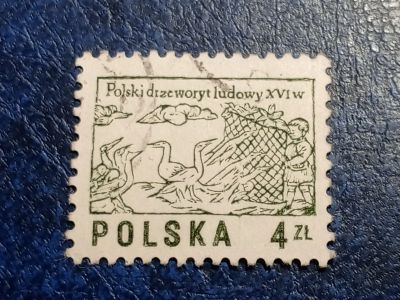 Polski drzeworyt ludowy XVI w
POLSKA 4 ZŁ